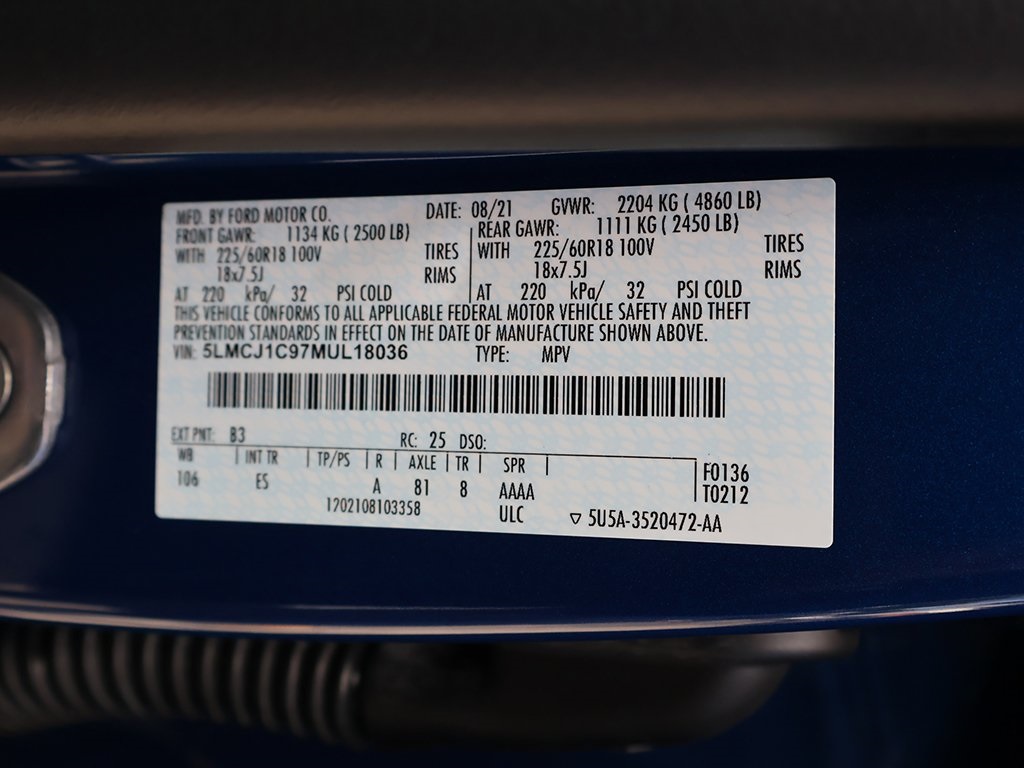 MFD. BY FORD MOTOR CO. DATE: 08/21 GVWR: 2204 KG ( 4860 LB)
FRONT GAWR: 1134 KG ( 2500 LB) REAR GAWR: 1111 KG ( 2450 LB)
WITH 225/60R18 100V TIRES WITH 225/60R18 100V TIRES
18x7.5J RIMS 18x7.5J RIMS
AT 220 kPa/ 32 PSI COLD AT 220 kPa/ 32 PSI COLD
THIS VEHICLE CONFORMS TO ALL APPLICABLE FEDERAL MOTOR VEHICLE SAFETY AND THEFT
PREVENTION STANDARDS IN EFFECT ON THE DATE OF MANUFACTURE SHOWN ABOVE.
VIN: 5LMCJ1C97MUL18036 TYPE: MPV
EXT PNT: B3 RC: 25 DSO:
WB INT TR TP/PS R AXLE TR SPR F0136
106 ES A 81 8 AAAA T0212
1202108103358 ULC ▽ 5U5A-3520472-AA